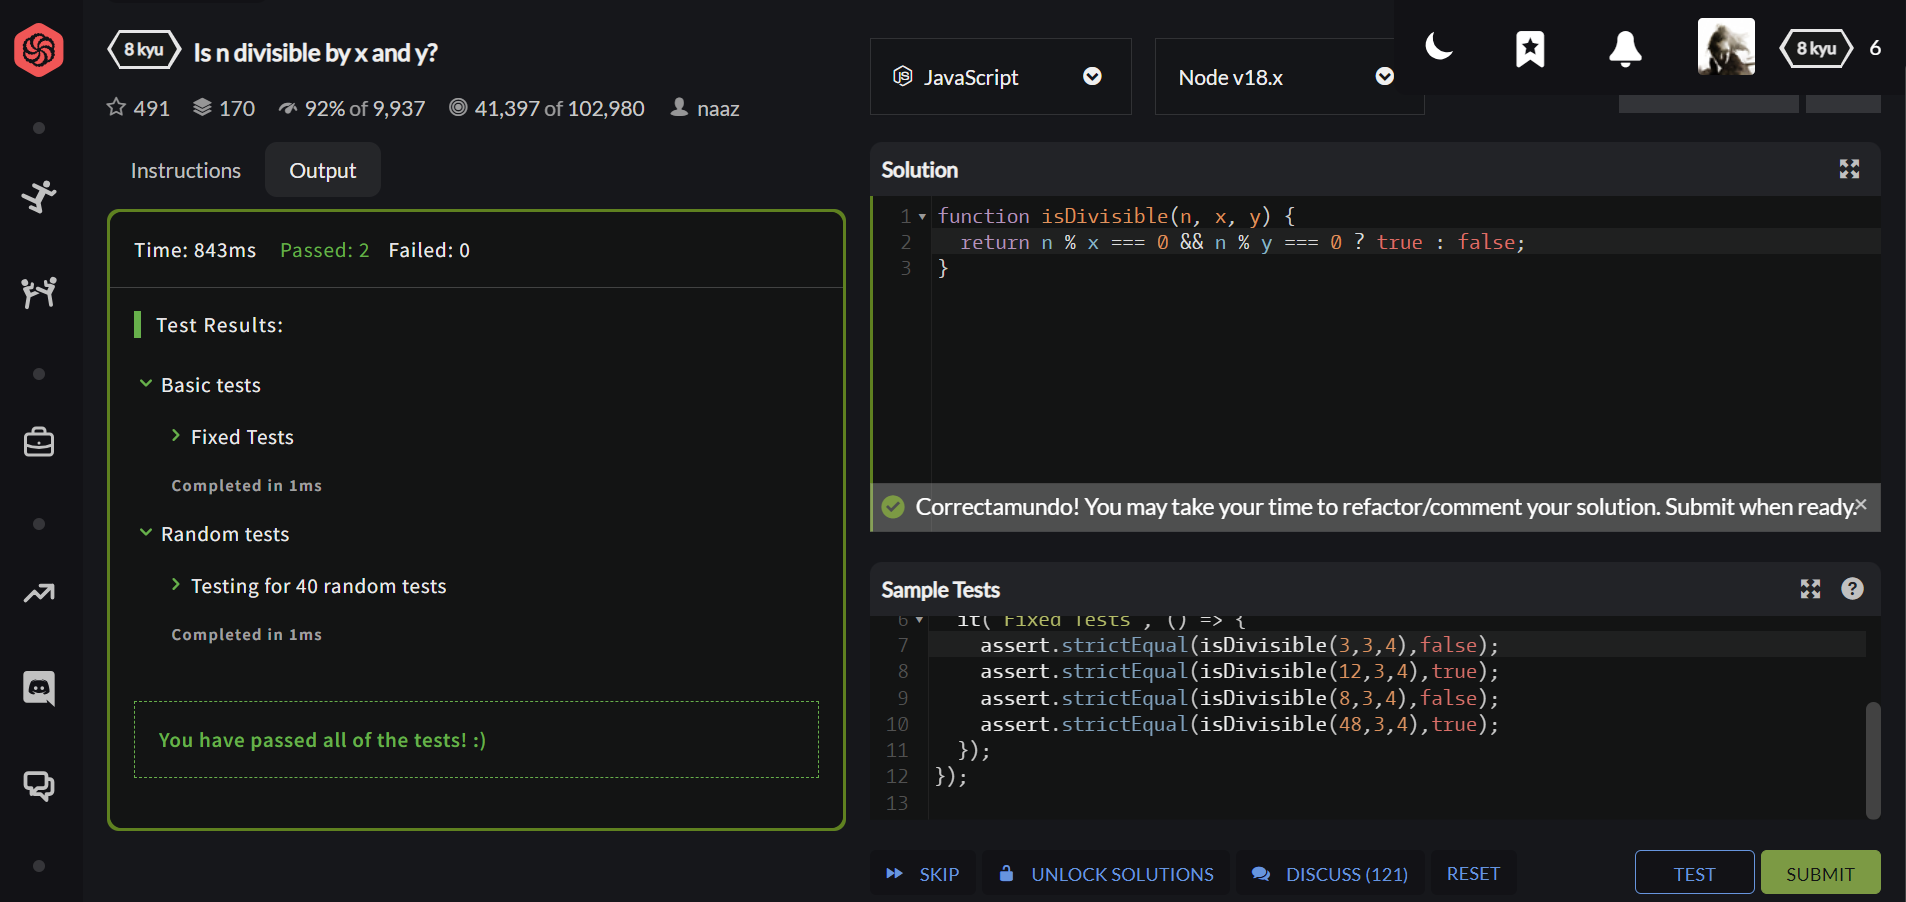 8 kyu
Is n divisible by x and y?
491 170 92% of 9,937 41,397 of 102,980 naaz
Instructions
Output
Time: 843ms Passed: 2 Failed: 0
Test Results:
Basic tests
Fixed Tests
Completed in 1ms
Random tests
Testing for 40 random tests
Completed in 1ms
You have passed all of the tests! :)
JS JavaScript
Node v18.x
8 kyu 6
Solution
1 function isDivisible(n, x, y) {
2 return n % x === 0 && n % y === 0 ? true : false;
3 }
Correctamundo! You may take your time to refactor/comment your solution. Submit when ready.
Sample Tests
?
6 it("Fixed Tests", () => {
7 assert.strictEqual(isDivisible(3,3,4),false);
8 assert.strictEqual(isDivisible(12,3,4),true);
9 assert.strictEqual(isDivisible(8,3,4),false);
10 assert.strictEqual(isDivisible(48,3,4),true);
11 });
12 });
13
SKIP
UNLOCK SOLUTIONS
DISCUSS (121)
RESET
TEST
SUBMIT